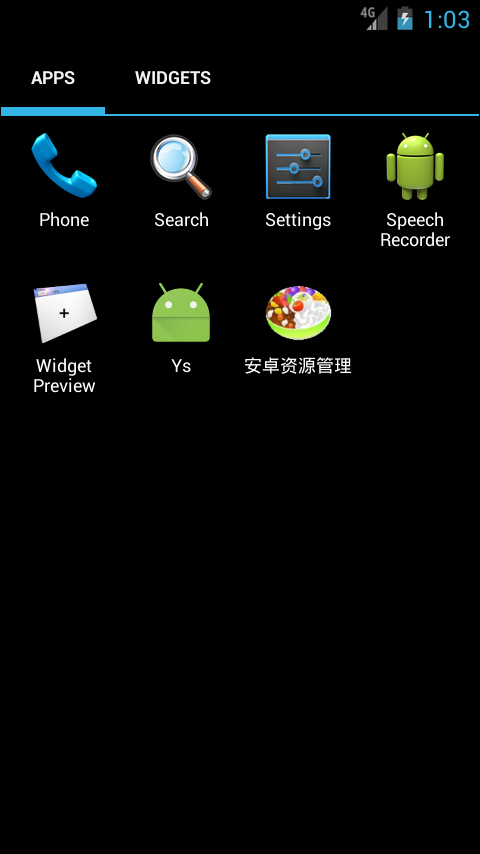 4G 1:03
APPS WIDGETS
Phone Search Settings Speech Recorder
Widget Preview Ys 安卓资源管理